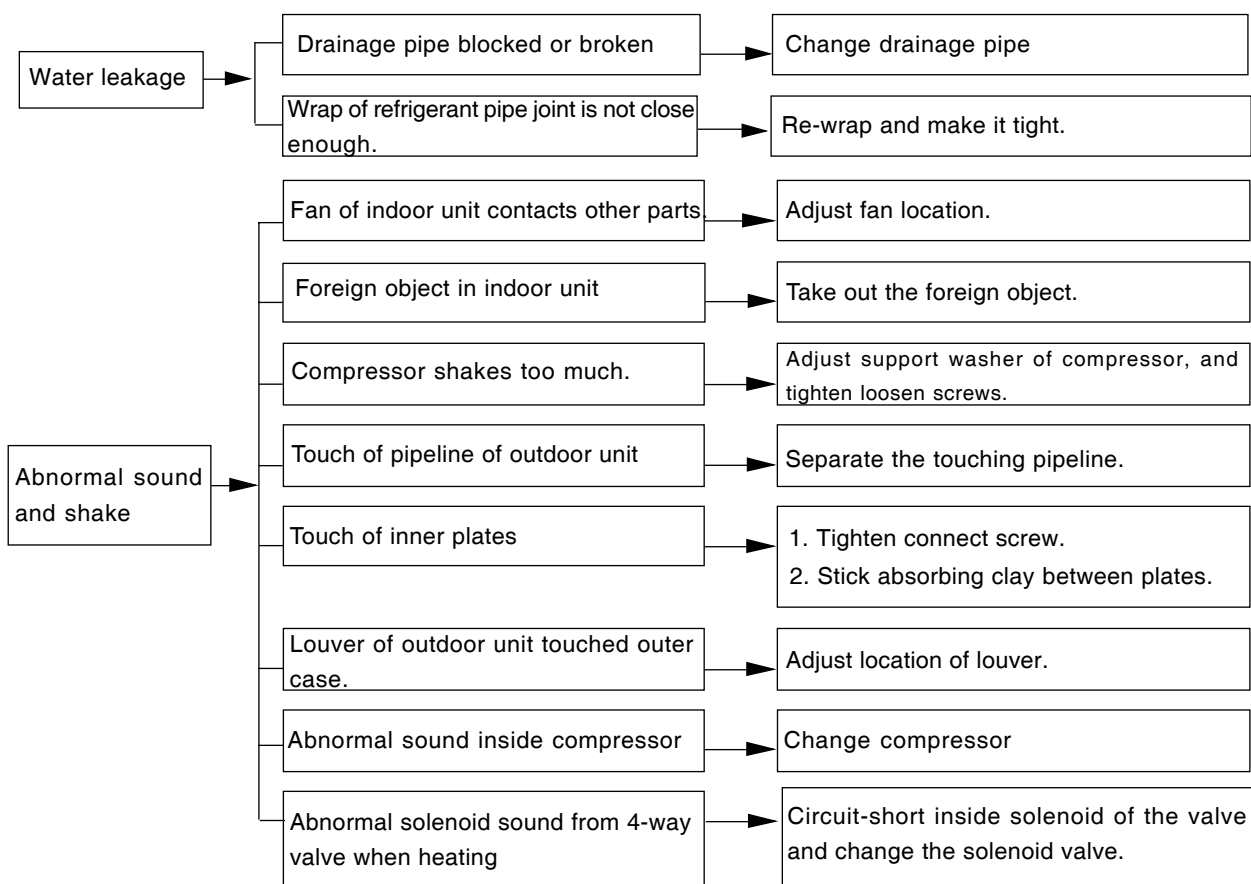 Water leakage
Drainage pipe blocked or broken
Change drainage pipe
Wrap of refrigerant pipe joint is not close
enough.
Re-wrap and make it tight.
Abnormal sound
and shake
Fan of indoor unit contacts other parts.
Adjust fan location.
Foreign object in indoor unit
Take out the foreign object.
Compressor shakes too much.
Adjust support washer of compressor, and
tighten loosen screws.
Touch of pipeline of outdoor unit
Separate the touching pipeline.
Touch of inner plates
1. Tighten connect screw.
2. Stick absorbing clay between plates.
Louver of outdoor unit touched outer
case.
Adjust location of louver.
Abnormal sound inside compressor
Change compressor
Abnormal solenoid sound from 4-way
valve when heating
Circuit-short inside solenoid of the valve
and change the solenoid valve.